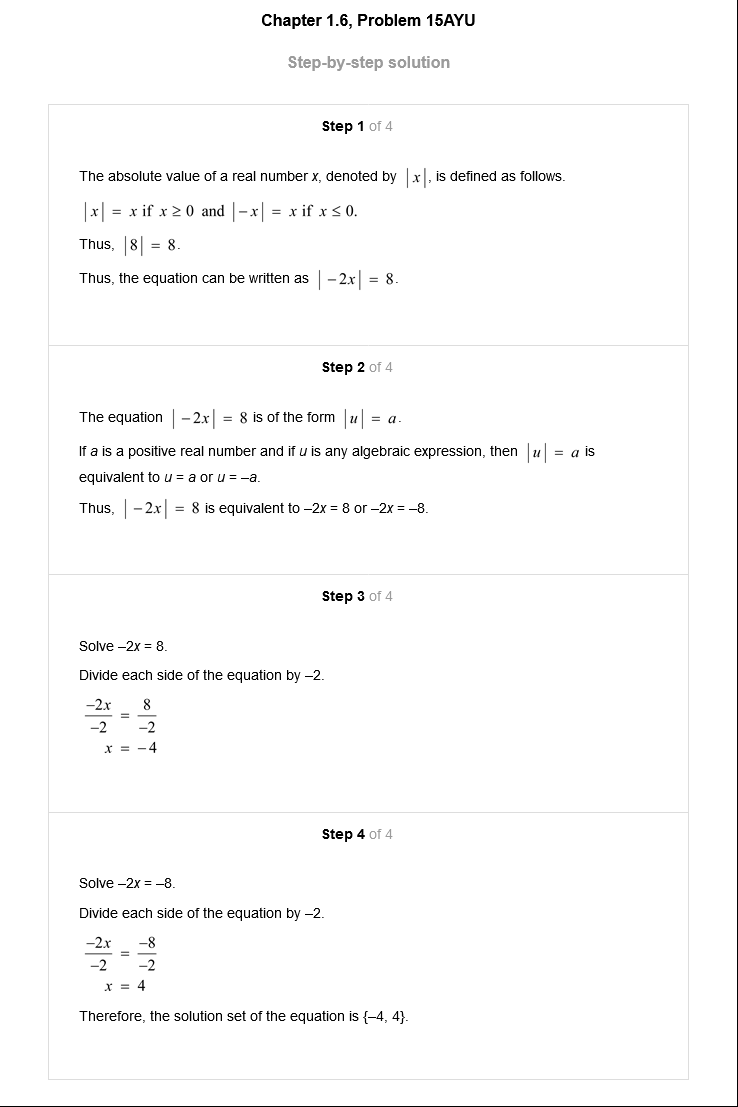 Chapter 1.6, Problem 15AYU
Step-by-step solution
Step 1 of 4
The absolute value of a real number x, denoted by |x|, is defined as follows.
|x| = x if x ≥ 0 and |−x| = x if x ≤ 0.
Thus, |8| = 8.
Thus, the equation can be written as |−2x| = 8.
Step 2 of 4
The equation |−2x| = 8 is of the form |u| = a.
If a is a positive real number and if u is any algebraic expression, then |u| = a is
equivalent to u = a or u = –a.
Thus, |−2x| = 8 is equivalent to –2x = 8 or –2x = –8.
Step 3 of 4
Solve –2x = 8.
Divide each side of the equation by –2.
−2x/−2 = 8/−2
x = −4
Step 4 of 4
Solve –2x = –8.
Divide each side of the equation by –2.
−2x/−2 = −8/−2
x = 4
Therefore, the solution set of the equation is {–4, 4}.